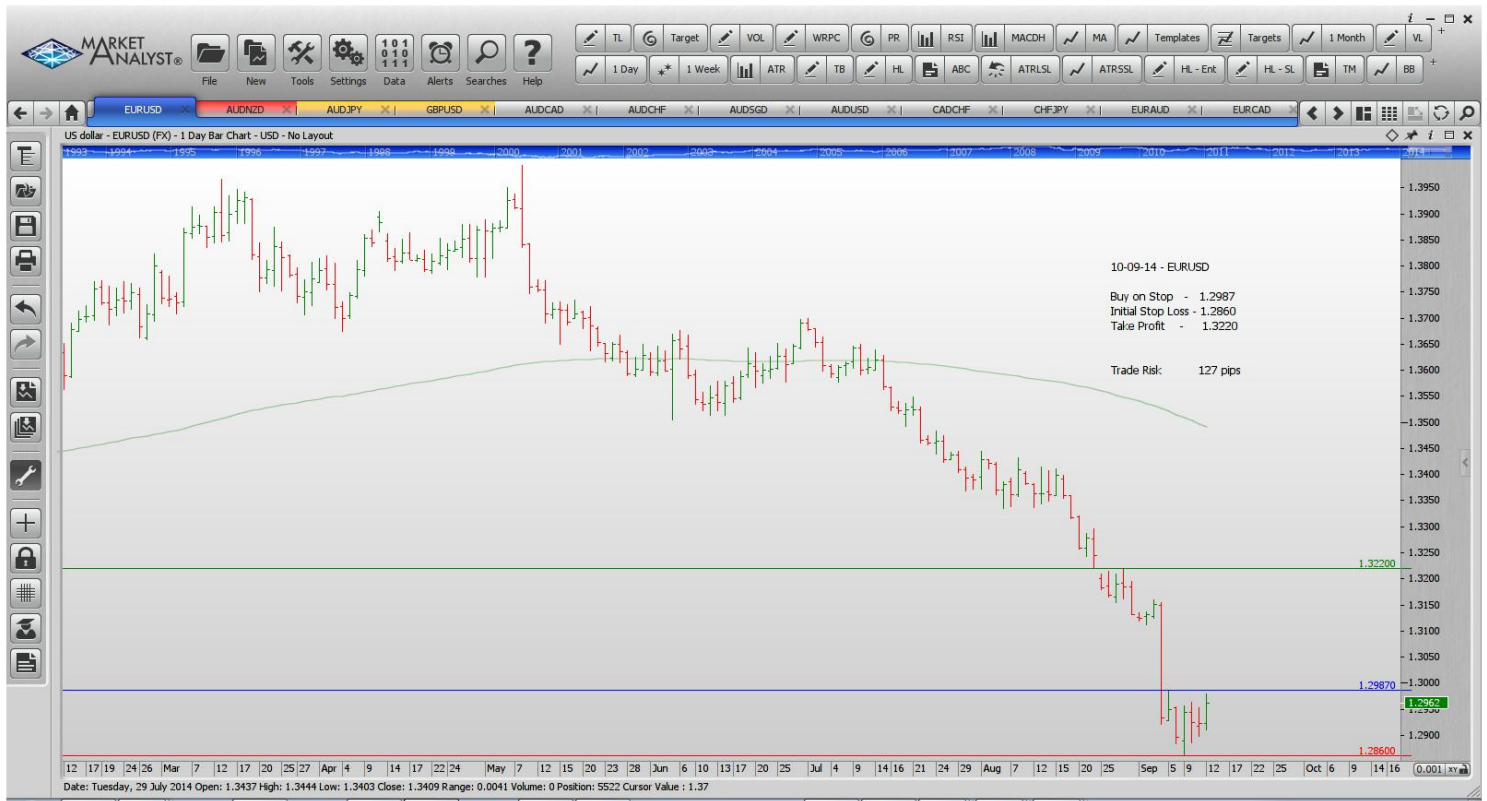 MARKET
ANALYST®
File New Tools Settings Data Alerts Searches Help
TL Target VOL WRPC PR RSI MACDH MA Templates Targets 1 Month VL
1 Day 1 Week ATR TB HL ABC ATRLSL ATRSSL HL - Ent HL - SL TM BB
EURUSD AUDNZD AUDJPY GBPUSD AUDCAD AUDCHF AUDSGD AUDUSD CADCHF CHFJPY EURAUD EURCAD
US dollar - EURUSD (FX) - 1 Day Bar Chart - USD - No Layout
1993 1994 1995 1996 1997 1998 1999 2000 2001 2002 2003 2004 2005 2006 2007 2008 2009 2010 2011 2012 2013 2014
1.3950
1.3900
1.3850
1.3800
1.3750
1.3700
1.3650
1.3600
1.3550
1.3500
1.3450
1.3400
1.3350
1.3300
1.3250
1.3200
1.3150
1.3100
1.3050
1.3000
1.2962
1.2950
1.2900
10-09-14 - EURUSD
Buy on Stop - 1.2987
Initial Stop Loss - 1.2860
Take Profit - 1.3220
Trade Risk 127 pips
1.32200
1.29870
1.28600
12 17 19 24 26 Mar 7 12 17 20 25 27 Apr 4 9 14 17 22 24 May 7 12 15 20 23 28 Jun 6 10 13 17 20 25 Jul 4 9 14 16 21 24 29 Aug 7 12 15 20 25 Sep 5 9 12 17 22 25 Oct 6 9 14 16
0.001 XY
Date: Tuesday, 29 July 2014 Open: 1.3437 High: 1.3444 Low: 1.3403 Close: 1.3409 Range: 0.0041 Volume: 0 Position: 5522 Cursor Value : 1.37